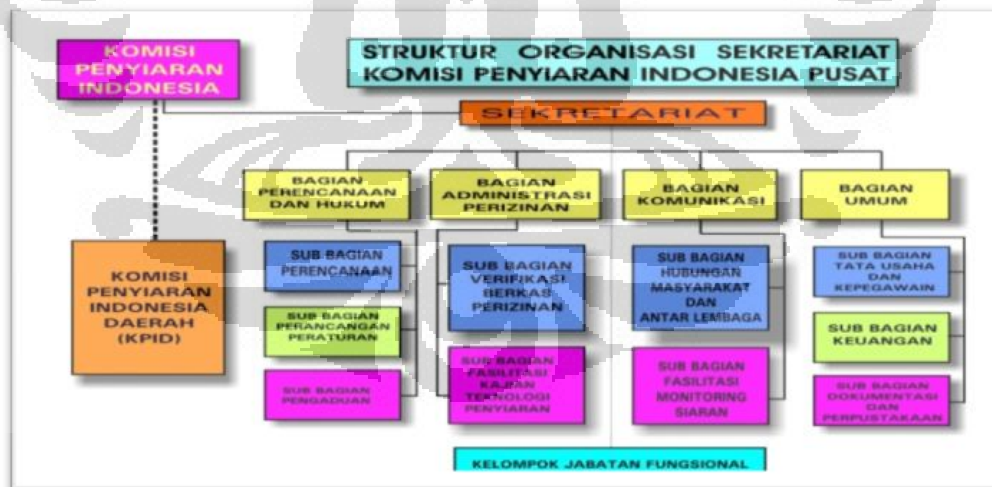 KOMISI
PENYIARAN
INDONESIA
STRUKTUR ORGANISASI SEKRETARIAT
KOMISI PENYIARAN INDONESIA PUSAT
SEKRETARIAT
BAGIAN
PERENCANAAN
DAN HUKUM
BAGIAN
ADMINISTRASI
PERIZINAN
BAGIAN
KOMUNIKASI
BAGIAN
UMUM
KOMISI
PENYIARAN
INDONESIA
DAERAH
(KPID)
SUB BAGIAN
PERENCANAAN
SUB BAGIAN
PERANCANGAN
PERATURAN
SUB BAGIAN
PENGADUAN
SUB BAGIAN
VERIFIKASI
BERKAS
PERIZINAN
SUB BAGIAN
FASILITASI
KAJIAN
TEKNOLOGI
PENYIARAN
SUB BAGIAN
HUBUNGAN
MASYARAKAT
DAN
ANTAR LEMBAGA
SUB BAGIAN
FASILITASI
MONITORING
SIARAN
SUB BAGIAN
TATA USAHA
DAN
KEPEGAWAIN
SUB BAGIAN
KEUANGAN
SUB BAGIAN
DOKUMENTASI
DAN
PERPUSTAKAAN
KELOMPOK JABATAN FUNGSIONAL